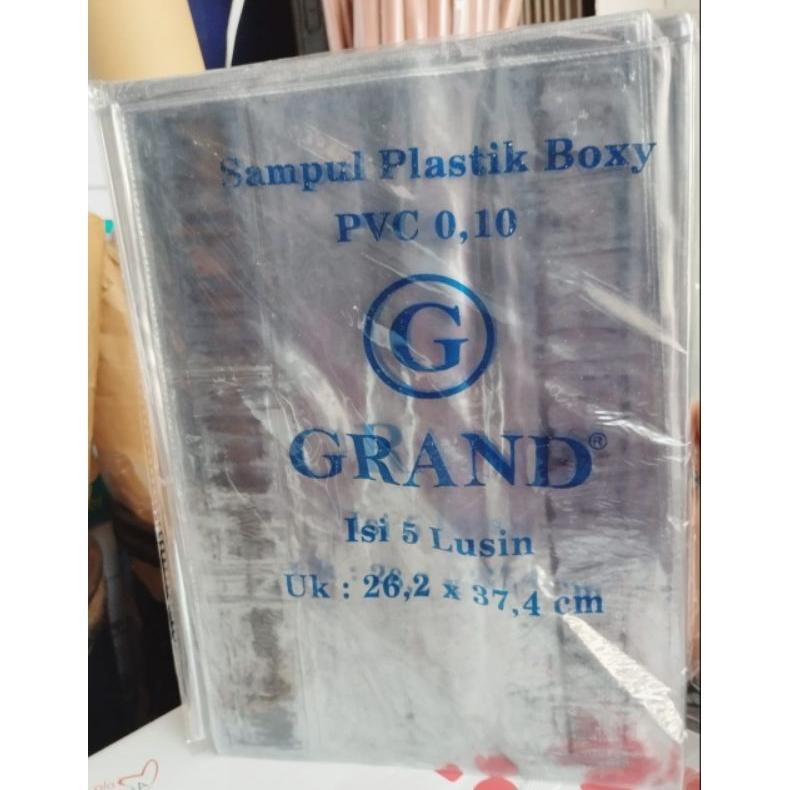 Sampul Plastik Boxy
PVC 0,10
G
GRAND®
Isi 5 Lusin
Uk : 26,2 x 37,4 cm